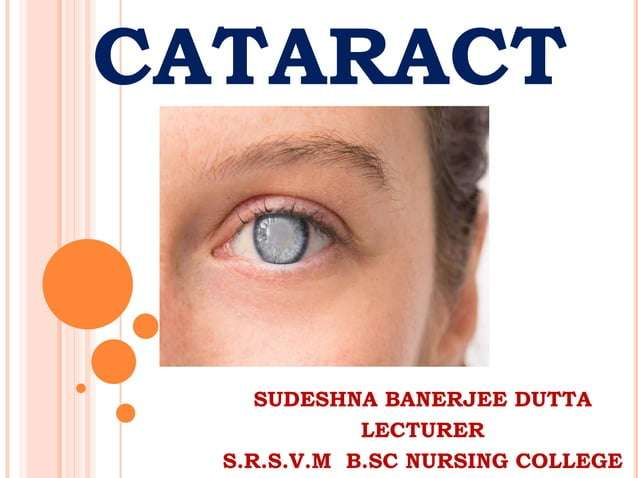 CATARACT
SUDESHNA BANERJEE DUTTA
LECTURER
S.R.S.V.M B.SC NURSING COLLEGE